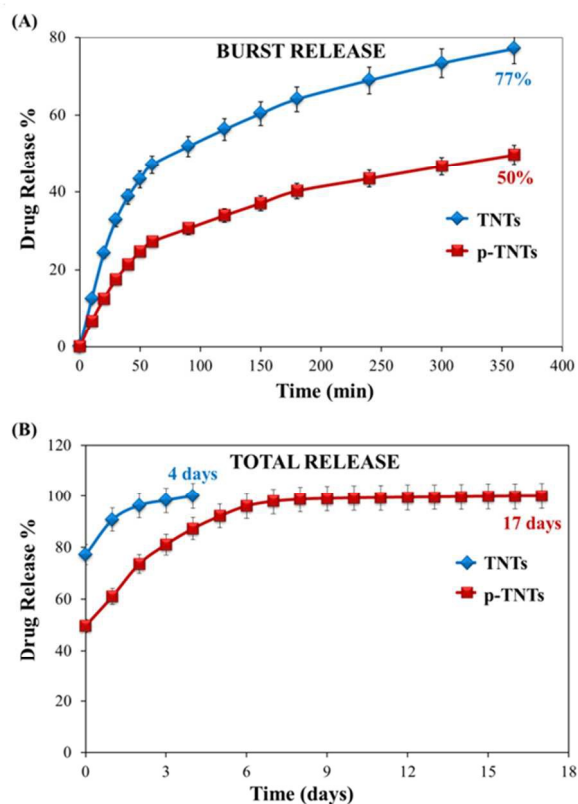 (A)
BURST RELEASE
Drug Release %
80
60
40
20
0
77%
50%
TNTs
p-TNTs
0 50 100 150 200 250 300 350 400
Time (min)
(B)
TOTAL RELEASE
Drug Release %
120
100
80
60
40
20
0
4 days
17 days
TNTs
p-TNTs
0 3 6 9 12 15 18
Time (days)